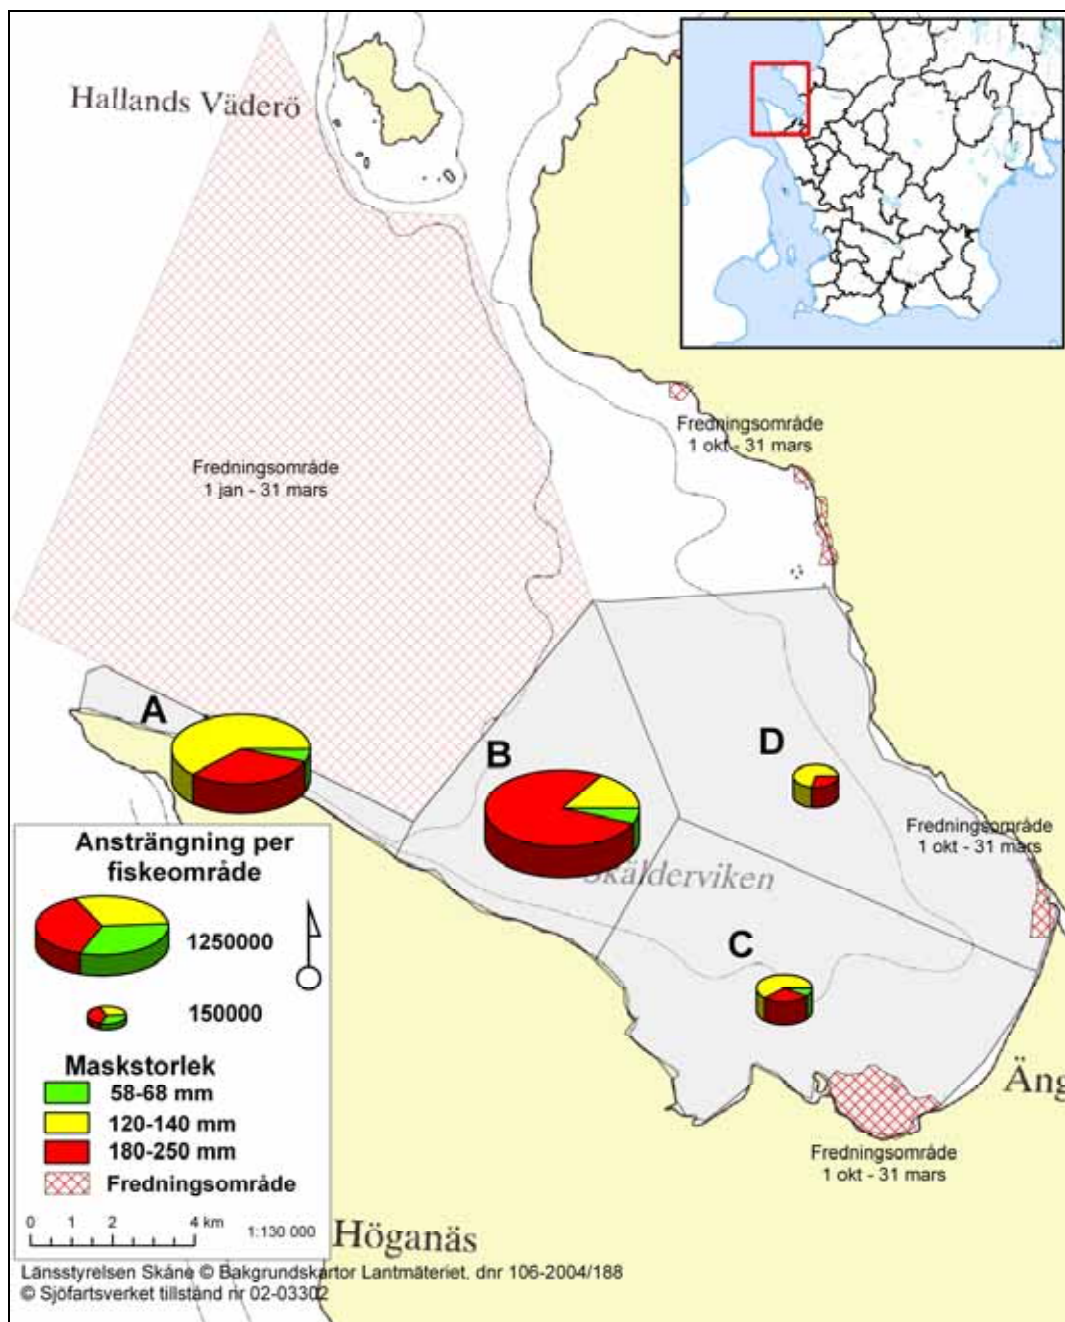 Hallands Väderö
Fredningsområde
1 okt - 31 mars
Fredningsområde
1 jan - 31 mars
A
B
D
Fredningsområde
1 okt - 31 mars
Skälderviken
C
Ansträngning per
fiskeområde
1250000
150000
Maskstorlek
58-68 mm
120-140 mm
180-250 mm
Fredningsområde
0 1 2 4 km
1:130 000
Äng
Fredningsområde
1 okt - 31 mars
Höganäs
Länsstyrelsen Skåne © Bakgrundskartor Lantmäteriet, dnr 106-2004/188
© Sjöfartsverket tillstånd nr 02-03302